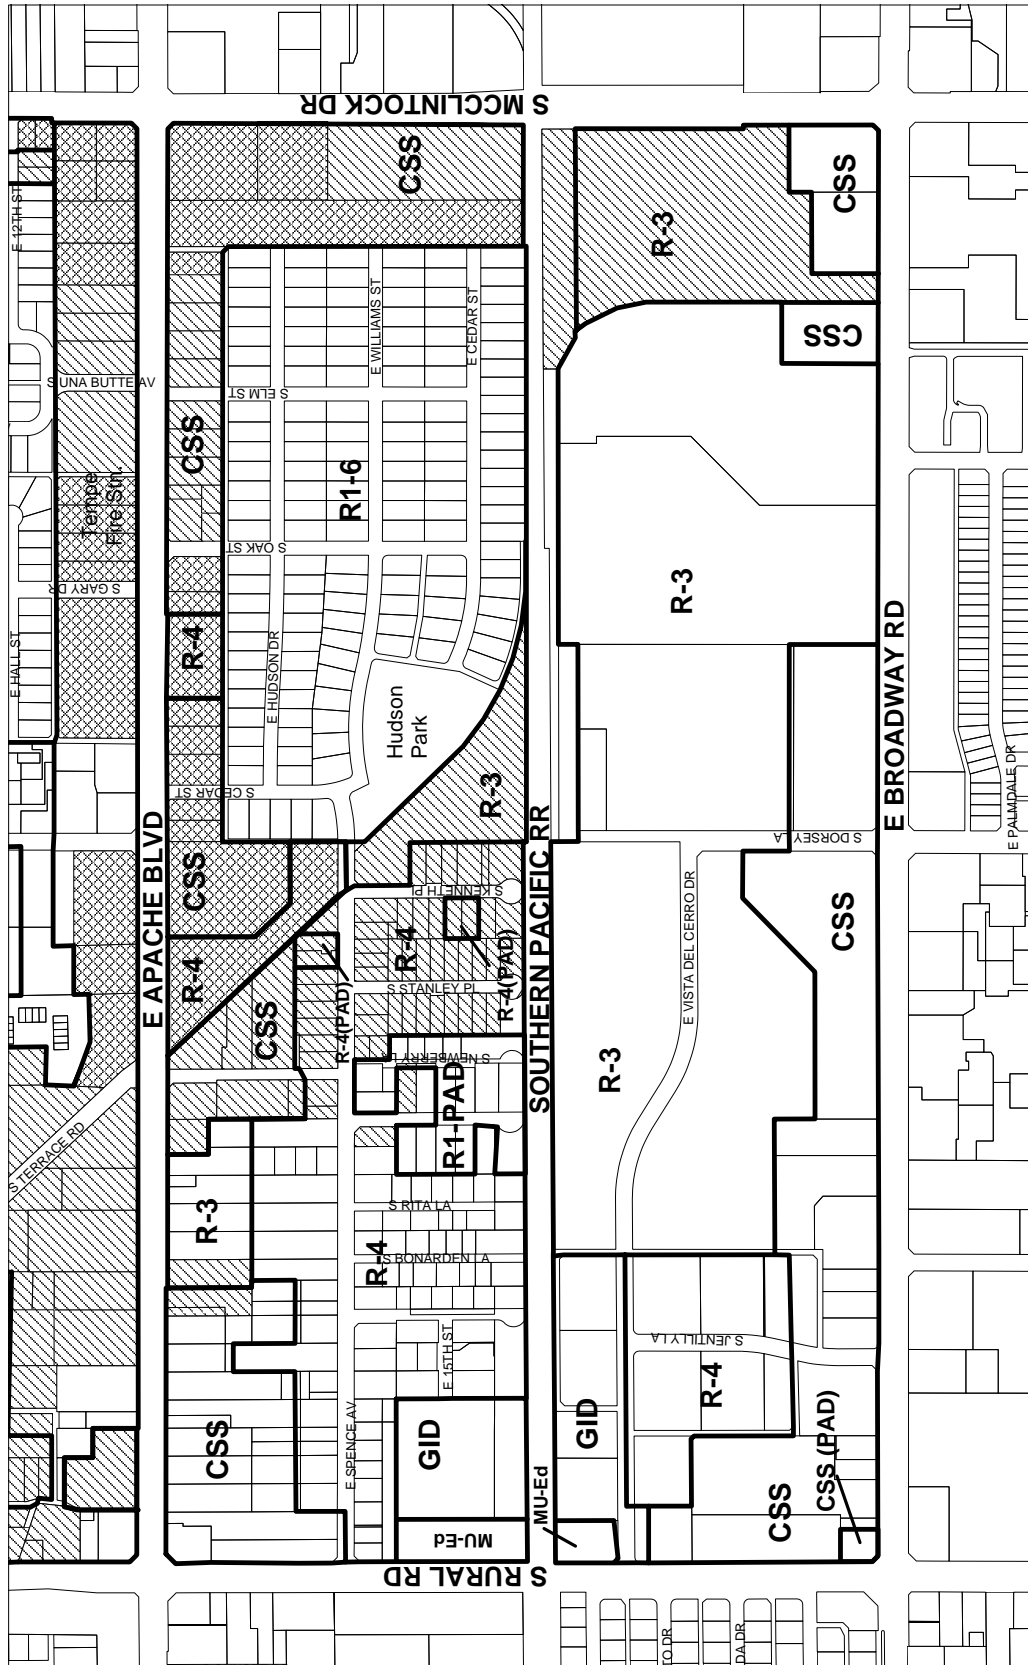 S MCCLINTOCK DR
E 12TH ST
CSS
CSS
R-3
E WILLIAMS ST
E CEDAR ST
CSS
S UNA BUTTE AV
S ELM ST
CSS
R1-6
Tempe
Fire Stn.
S OAK ST
S GARY DR
R-3
E HALL ST
R-4
E HUDSON DR
Hudson
Park
E BROADWAY RD
S CEDAR ST
R-3
E PALMDALE DR
S DORSEY LA
E APACHE BLVD
CSS
S KENNETH PL
SOUTHERN PACIFIC RR
E VISTA DEL CERRO DR
CSS
R-4
R-4
R-4(PAD)
S STANLEY PL
CSS
R-4(PAD)
S NEWBERRY L
R-3
R1-PAD
S TERRACE RD
R-3
S RITA LA
R-4
S BONARDEN LA
E 15TH ST
S JENTILLY LA
R-4
CSS
E SPENCE AV
GID
GID
CSS (PAD)
MU-Ed
MU-Ed
CSS
S RURAL RD
TO DR
DA DR